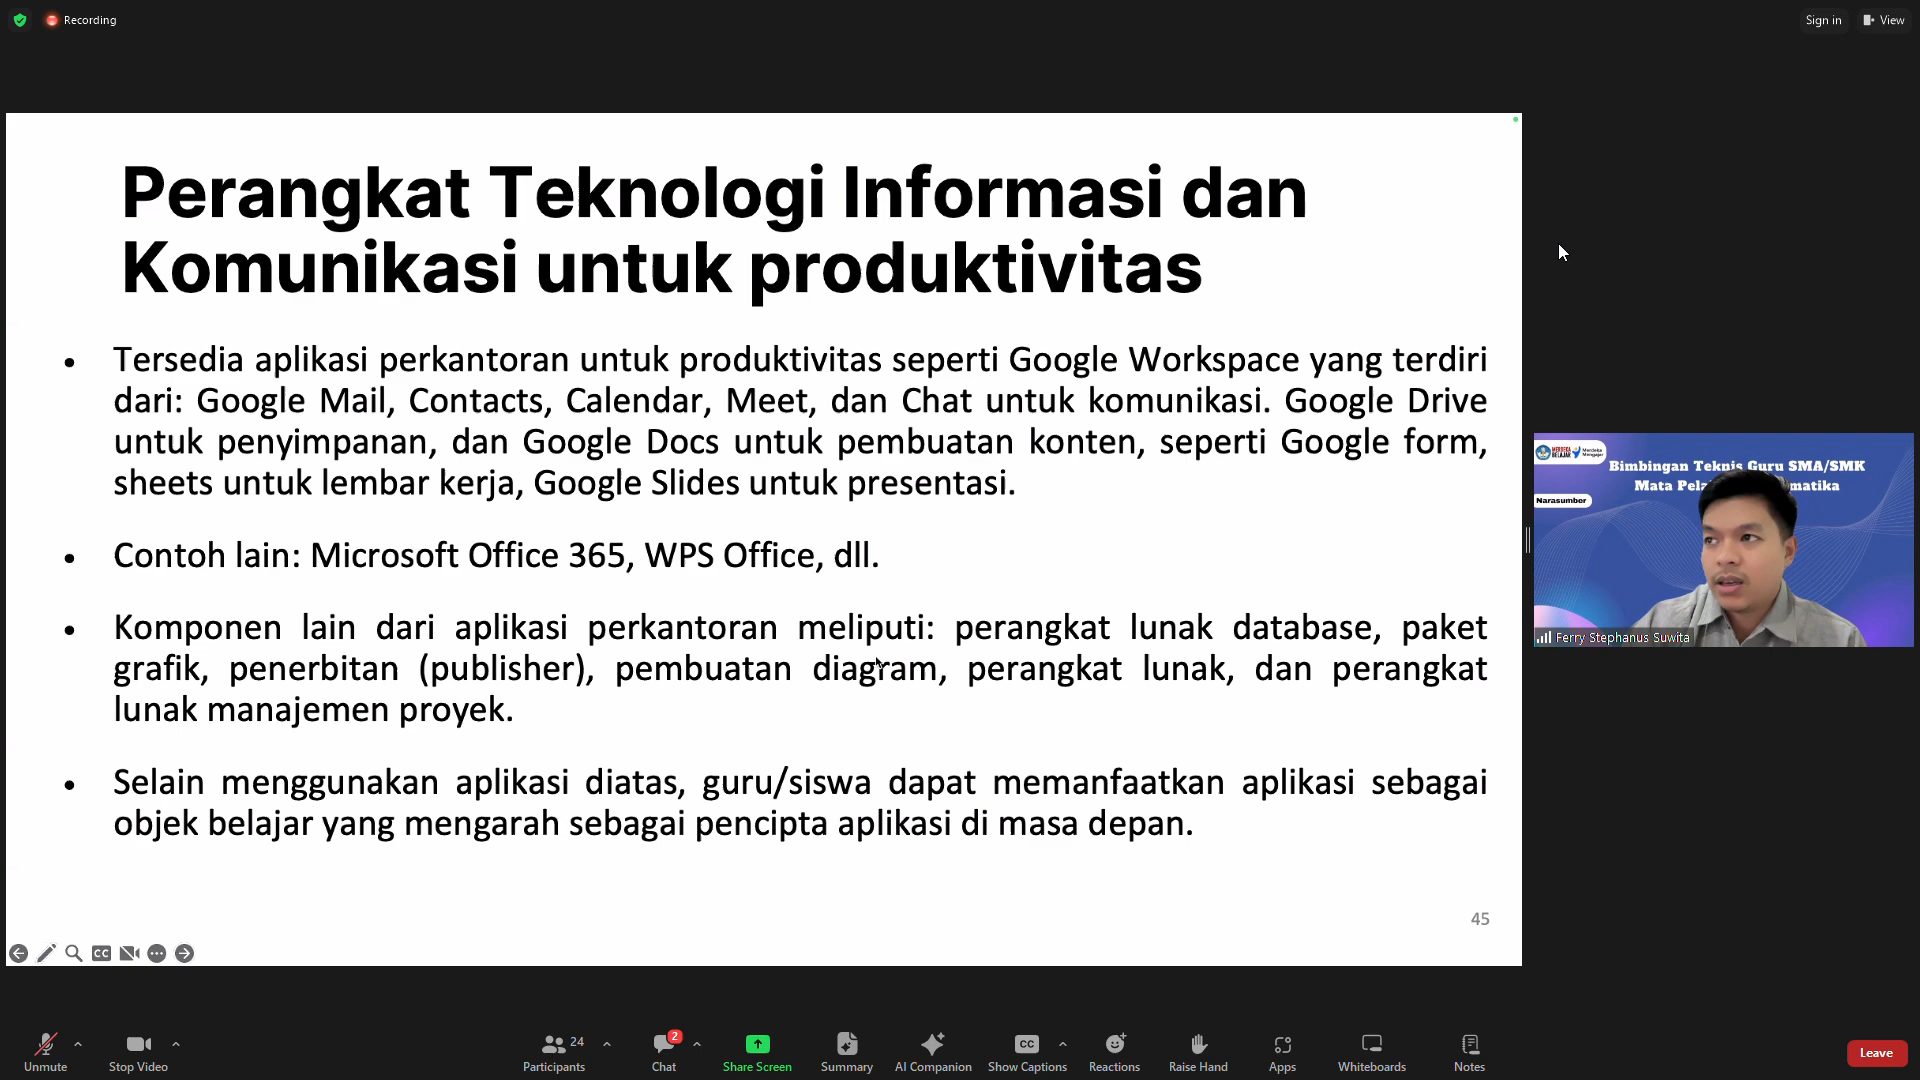 Recording
Sign in
View
Perangkat Teknologi Informasi dan
Komunikasi untuk produktivitas
• Tersedia aplikasi perkantoran untuk produktivitas seperti Google Workspace yang terdiri
dari: Google Mail, Contacts, Calendar, Meet, dan Chat untuk komunikasi. Google Drive
untuk penyimpanan, dan Google Docs untuk pembuatan konten, seperti Google form,
sheets untuk lembar kerja, Google Slides untuk presentasi.
• Contoh lain: Microsoft Office 365, WPS Office, dll.
• Komponen lain dari aplikasi perkantoran meliputi: perangkat lunak database, paket
grafik, penerbitan (publisher), pembuatan diagram, perangkat lunak, dan perangkat
lunak manajemen proyek.
• Selain menggunakan aplikasi diatas, guru/siswa dapat memanfaatkan aplikasi sebagai
objek belajar yang mengarah sebagai pencipta aplikasi di masa depan.
45
CC
MERDEKA
BELAJAR
Merdeka
Mengajar
Bimbingan Teknis Guru SMA/SMK
Mata Pela matika
Narasumber
Ferry Stephanus Suwita
Unmute
Stop Video
24
Participants
2
Chat
Share Screen
Summary
AI Companion
CC
Show Captions
Reactions
Raise Hand
Apps
Whiteboards
Notes
Leave